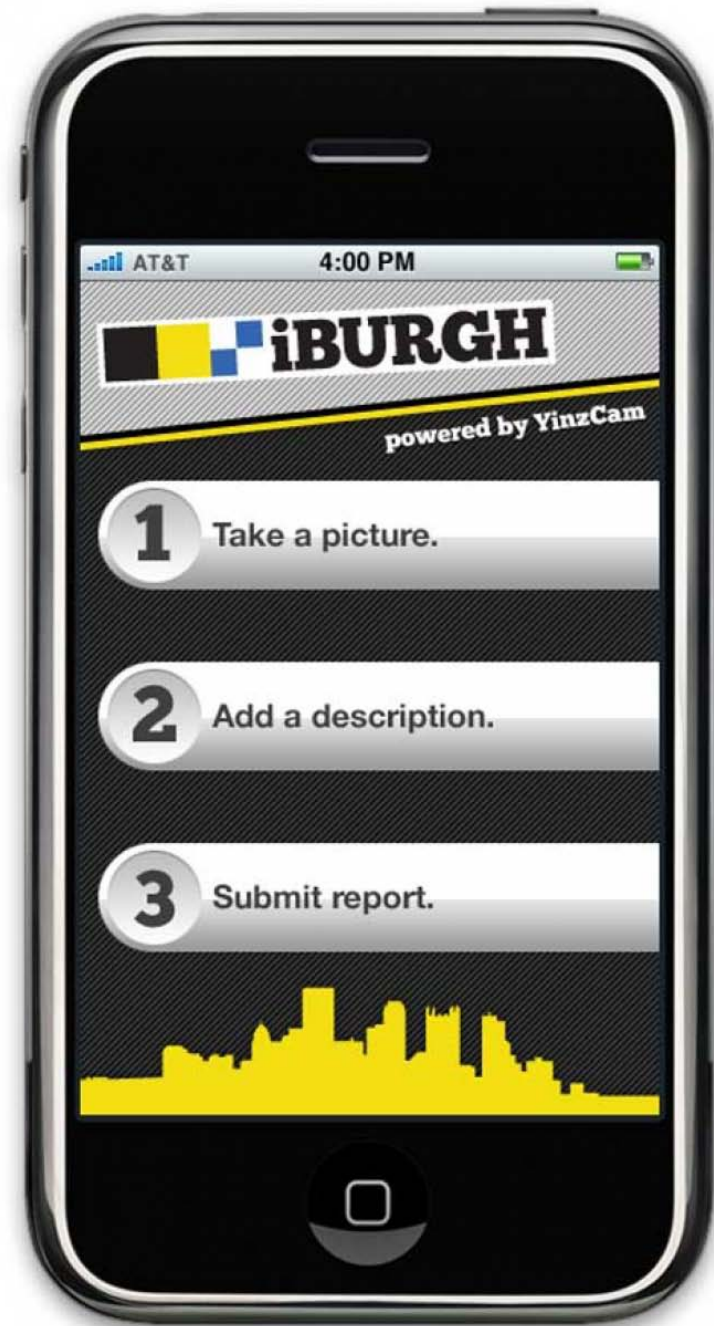 AT&T 4:00 PM
iBURGH
powered by YinzCam
1 Take a picture.
2 Add a description.
3 Submit report.